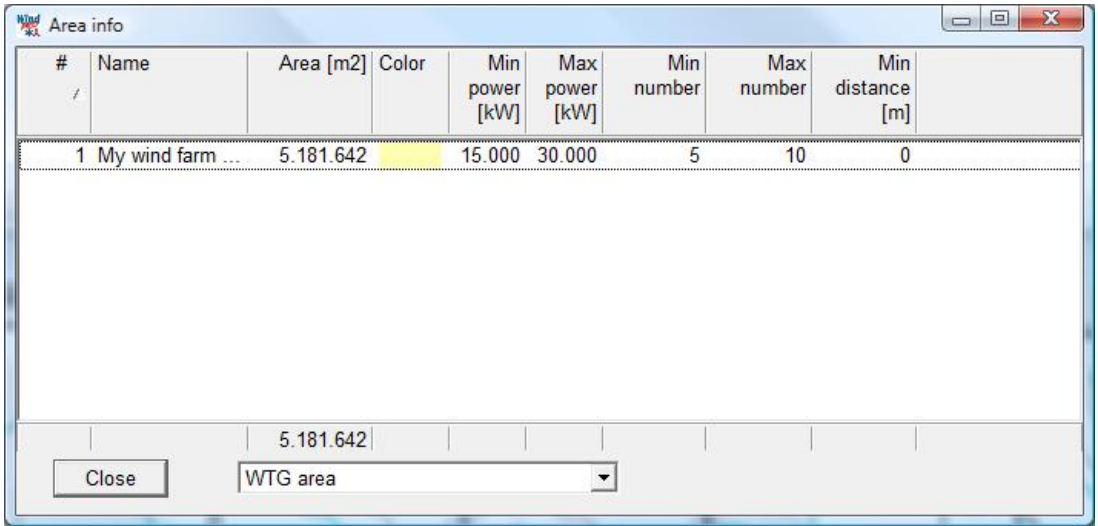 Area info
# Name Area [m2] Color Min power [kW] Max power [kW] Min number Max number Min distance [m]
1 My wind farm ... 5.181.642 15.000 30.000 5 10 0
5.181.642
Close WTG area